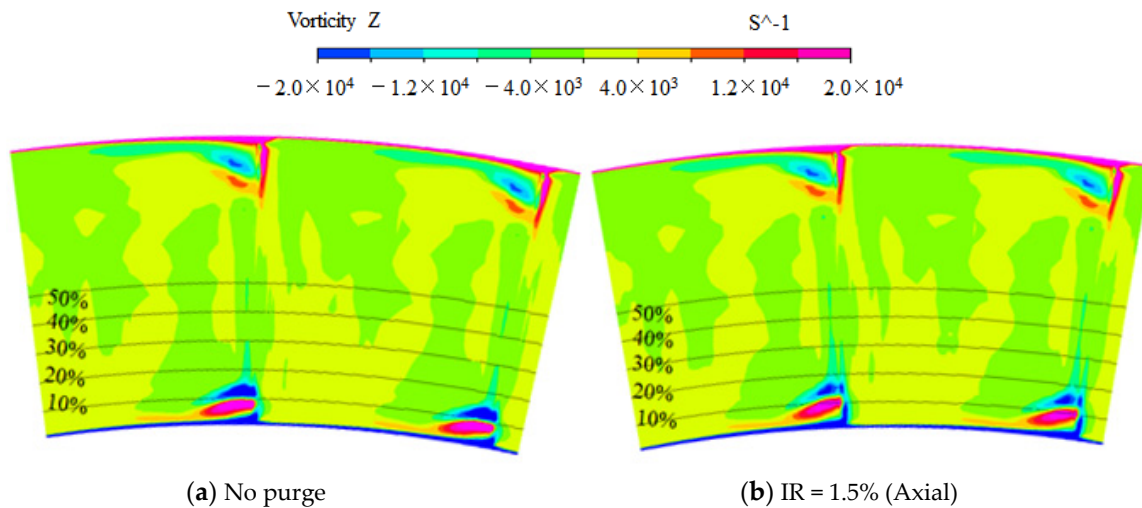 Vorticity Z S^-1
−2.0×10⁴ −1.2×10⁴ −4.0×10³ 4.0×10³ 1.2×10⁴ 2.0×10⁴
50% 50%
40% 40%
30% 30%
20% 20%
10% 10%
(a) No purge (b) IR = 1.5% (Axial)